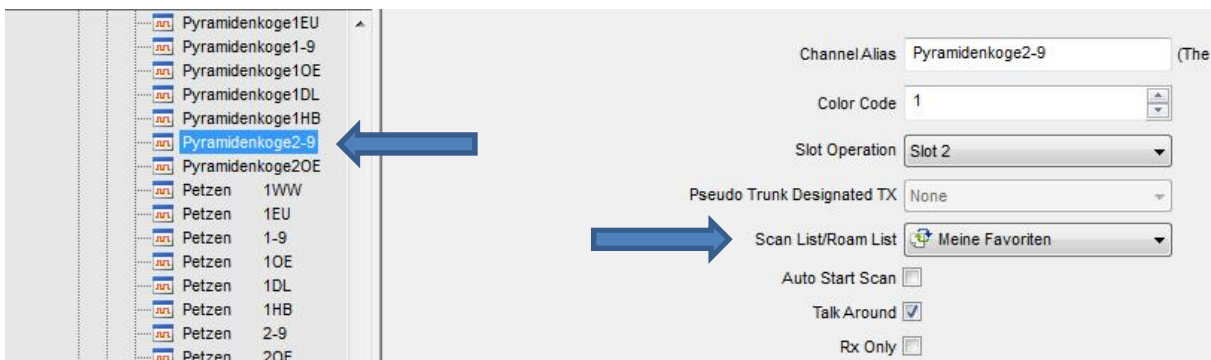 Pyramidenkoge1EU
Pyramidenkoge1-9
Pyramidenkoge1OE
Pyramidenkoge1DL
Pyramidenkoge1HB
Pyramidenkoge2-9
Pyramidenkoge2OE
Petzen 1WW
Petzen 1EU
Petzen 1-9
Petzen 1OE
Petzen 1DL
Petzen 1HB
Petzen 2-9
Petzen 2OE
Channel Alias Pyramidenkoge2-9 (The
Color Code 1
Slot Operation Slot 2
Pseudo Trunk Designated TX None
Scan List/Roam List Meine Favoriten
Auto Start Scan
Talk Around
Rx Only